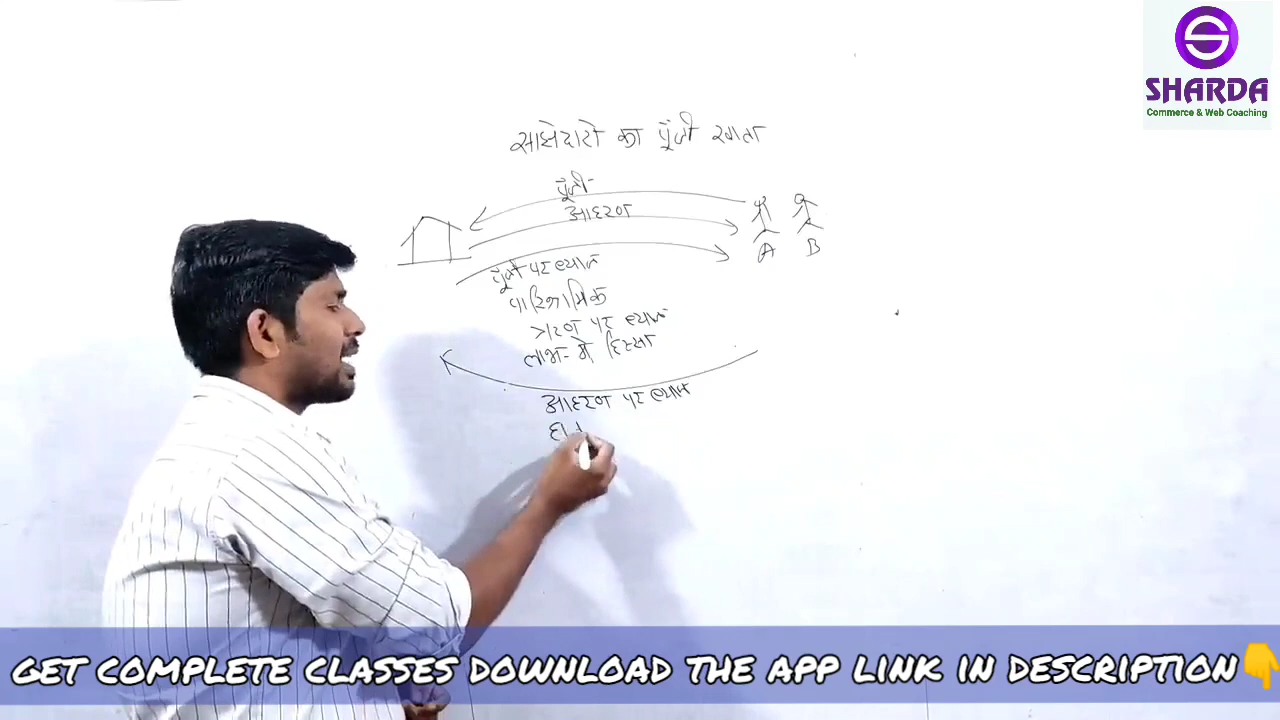 SHARDA
Commerce & Web Coaching
साझेदारो का पूँजी खाता
पूँजी
आहरण
A B
पूँजी पर ब्याज
पारिश्रामिक
ऋण पर ब्याज
लाभ में हिस्सा
आहरण पर ब्याज
GET COMPLETE CLASSES DOWNLOAD THE APP LINK IN DESCRIPTION